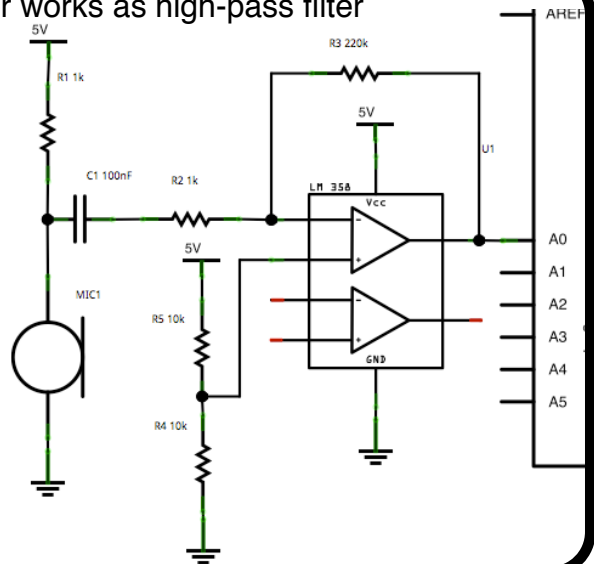 r works as high-pass filter
5V
AREF
R3 220k
R1 1k
5V
U1
C1 100nF
R2 1k
LM 358
Vcc
-
+
A0
5V
A1
MIC1
A2
-
R5 10k
A3
+
GND
A4
A5
R4 10k